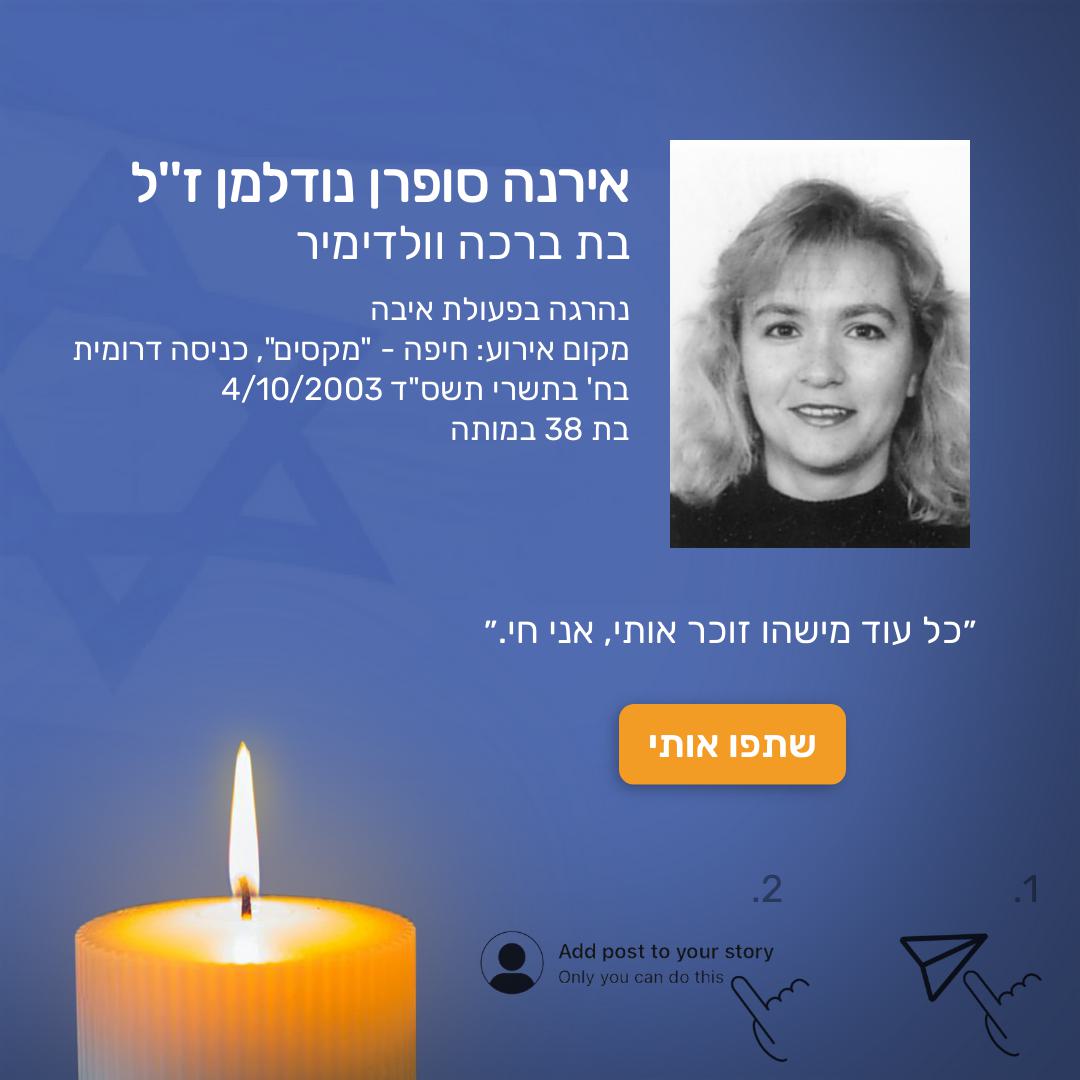 אירנה סופרן נודלמן ז"ל
בת ברכה וולדימיר
נהרגה בפעולת איבה
מקום אירוע: חיפה - "מקסים", כניסה דרומית
בח' בתשרי תשס"ד 4/10/2003
בת 38 במותה
״כל עוד מישהו זוכר אותי, אני חי.״
שתפו אותי
.1
.2
Add post to your story
Only you can do this